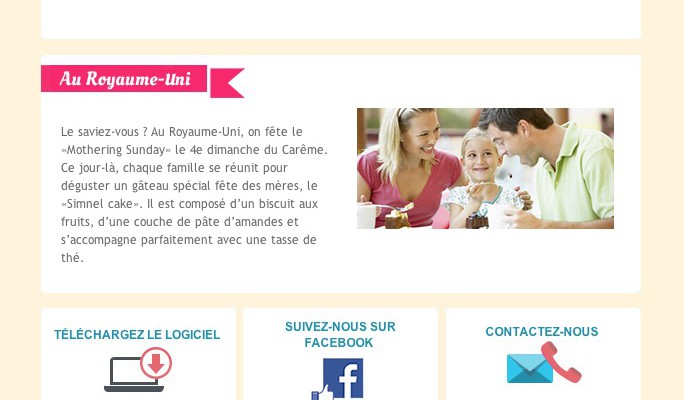 Au Royaume-Uni
Le saviez-vous ? Au Royaume-Uni, on fête le
«Mothering Sunday» le 4e dimanche du Carême.
Ce jour-là, chaque famille se réunit pour
déguster un gâteau spécial fête des mères, le
«Simnel cake». Il est composé d’un biscuit aux
fruits, d’une couche de pâte d’amandes et
s’accompagne parfaitement avec une tasse de
thé.
TÉLÉCHARGEZ LE LOGICIEL
SUIVEZ-NOUS SUR
FACEBOOK
CONTACTEZ-NOUS